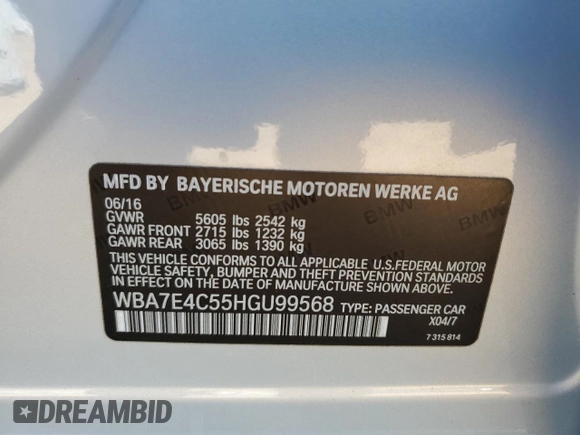 MFD BY BAYERISCHE MOTOREN WERKE AG
06/16
GVWR 5605 lbs 2542 kg
GAWR FRONT 2715 lbs 1232 kg
GAWR REAR 3065 lbs 1390 kg
THIS VEHICLE CONFORMS TO ALL APPLICABLE U.S. FEDERAL MOTOR
VEHICLE SAFETY, BUMPER AND THEFT PREVENTION STANDARDS
IN EFFECT ON THE DATE OF MANUFACTURE SHOWN ABOVE.
WBA7E4C55HGU99568 TYPE: PASSENGER CAR
X04/7
7 315 814
DREAMBID